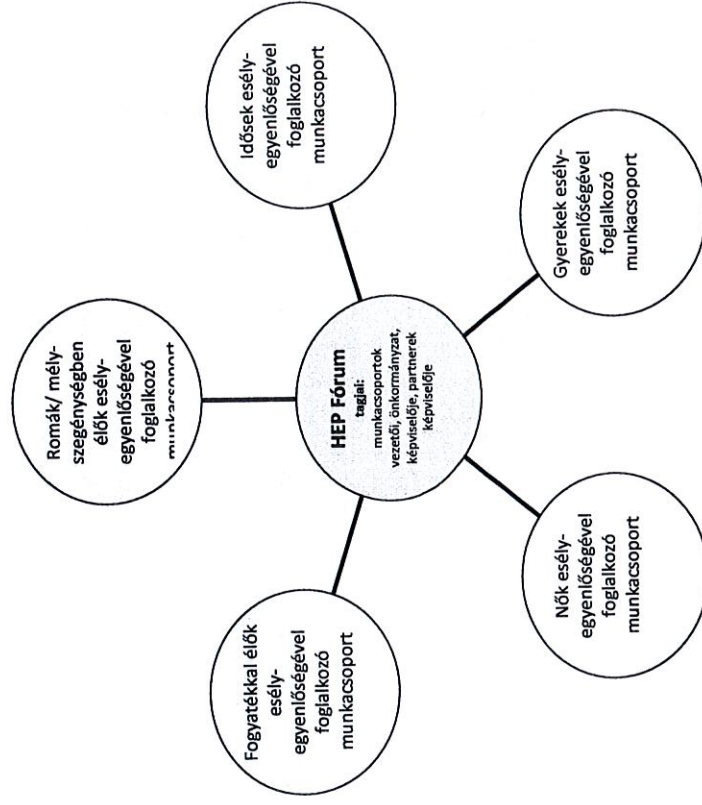 Romák/ mély-
szegénységben
élők esély-
egyenlőségével
foglalkozó
munkacsoport
Idősek esély-
egyenlőségével
foglalkozó
munkacsoport
Gyerekek esély-
egyenlőségével
foglalkozó
munkacsoport
Nők esély-
egyenlőségével
foglalkozó
munkacsoport
Fogyatékkal élők
esély-
egyenlőségével
foglalkozó
munkacsoport
HEP Fórum
tagjai:
munkacsoportok
vezetői, önkormányzat,
képviselője, partnerek
képviselője